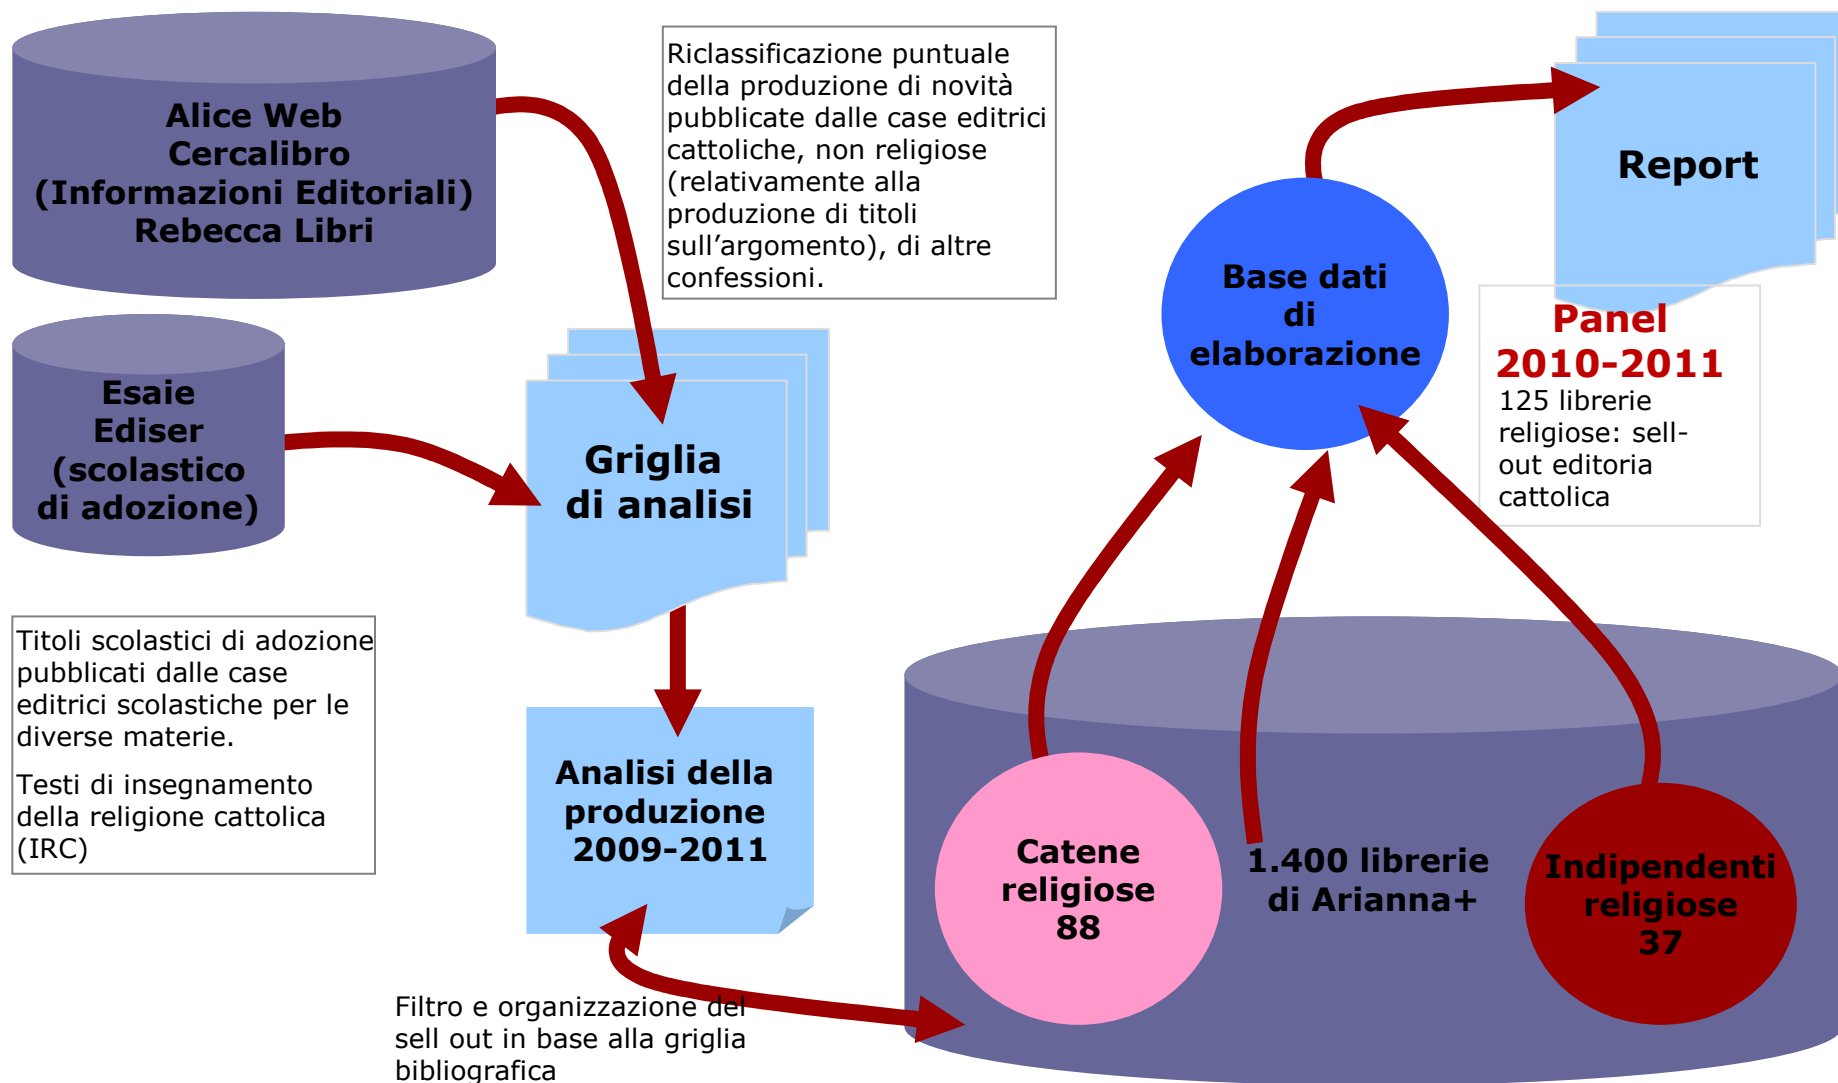 Alice Web
Cercalibro
(Informazioni Editoriali)
Rebecca Libri
Riclassificazione puntuale
della produzione di novità
pubblicate dalle case editrici
cattoliche, non religiose
(relativamente alla
produzione di titoli
sull’argomento), di altre
confessioni.
Report
Base dati
di
elaborazione
Panel
2010-2011
125 librerie
religiose: sell-
out editoria
cattolica
Esaie
Ediser
(scolastico
di adozione)
Griglia
di analisi
Titoli scolastici di adozione
pubblicati dalle case
editrici scolastiche per le
diverse materie.
Testi di insegnamento
della religione cattolica
(IRC)
Analisi della
produzione
2009-2011
Catene
religiose
88
1.400 librerie
di Arianna+
Indipendenti
religiose
37
Filtro e organizzazione del
sell out in base alla griglia
bibliografica